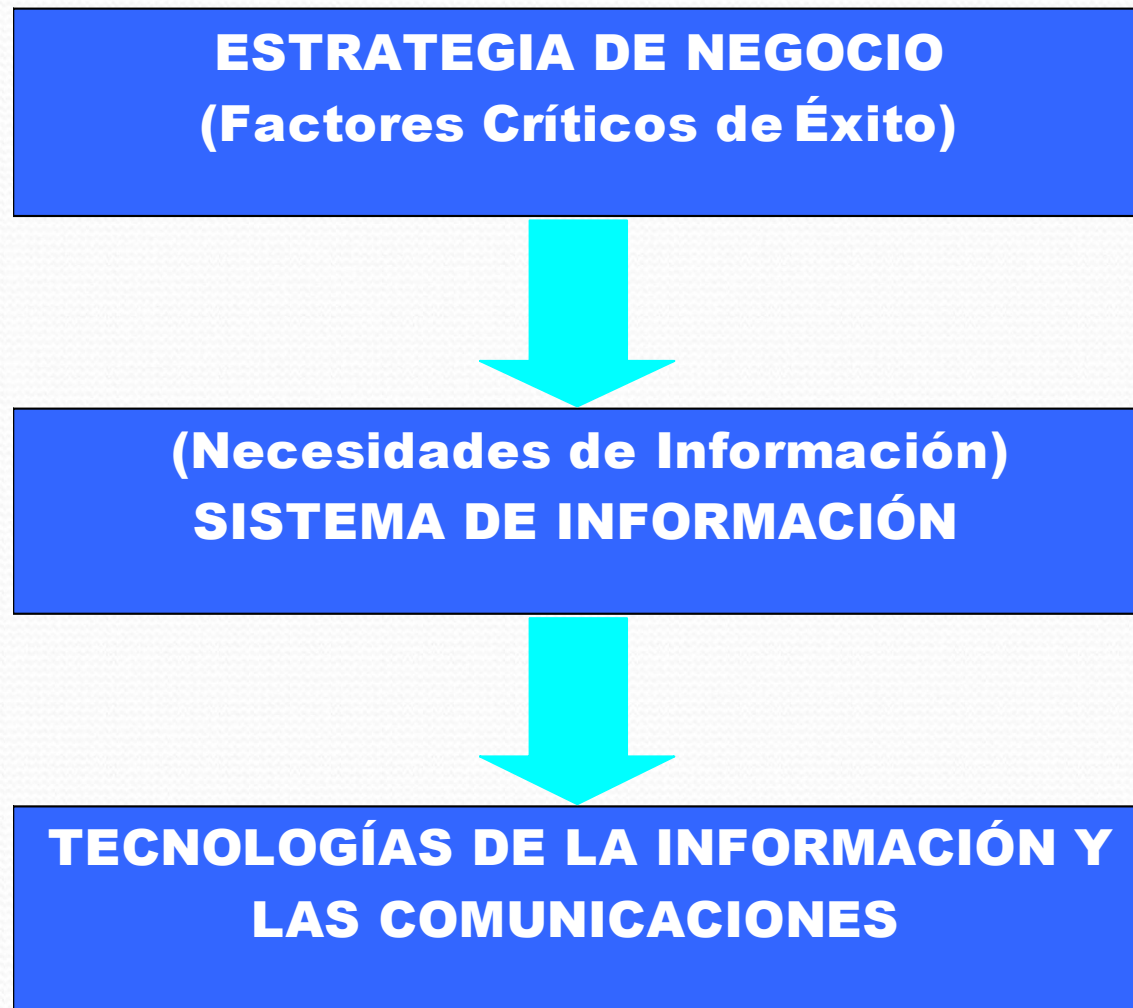 ESTRATEGIA DE NEGOCIO
(Factores Críticos de Éxito)
(Necesidades de Información)
SISTEMA DE INFORMACIÓN
TECNOLOGÍAS DE LA INFORMACIÓN Y
LAS COMUNICACIONES